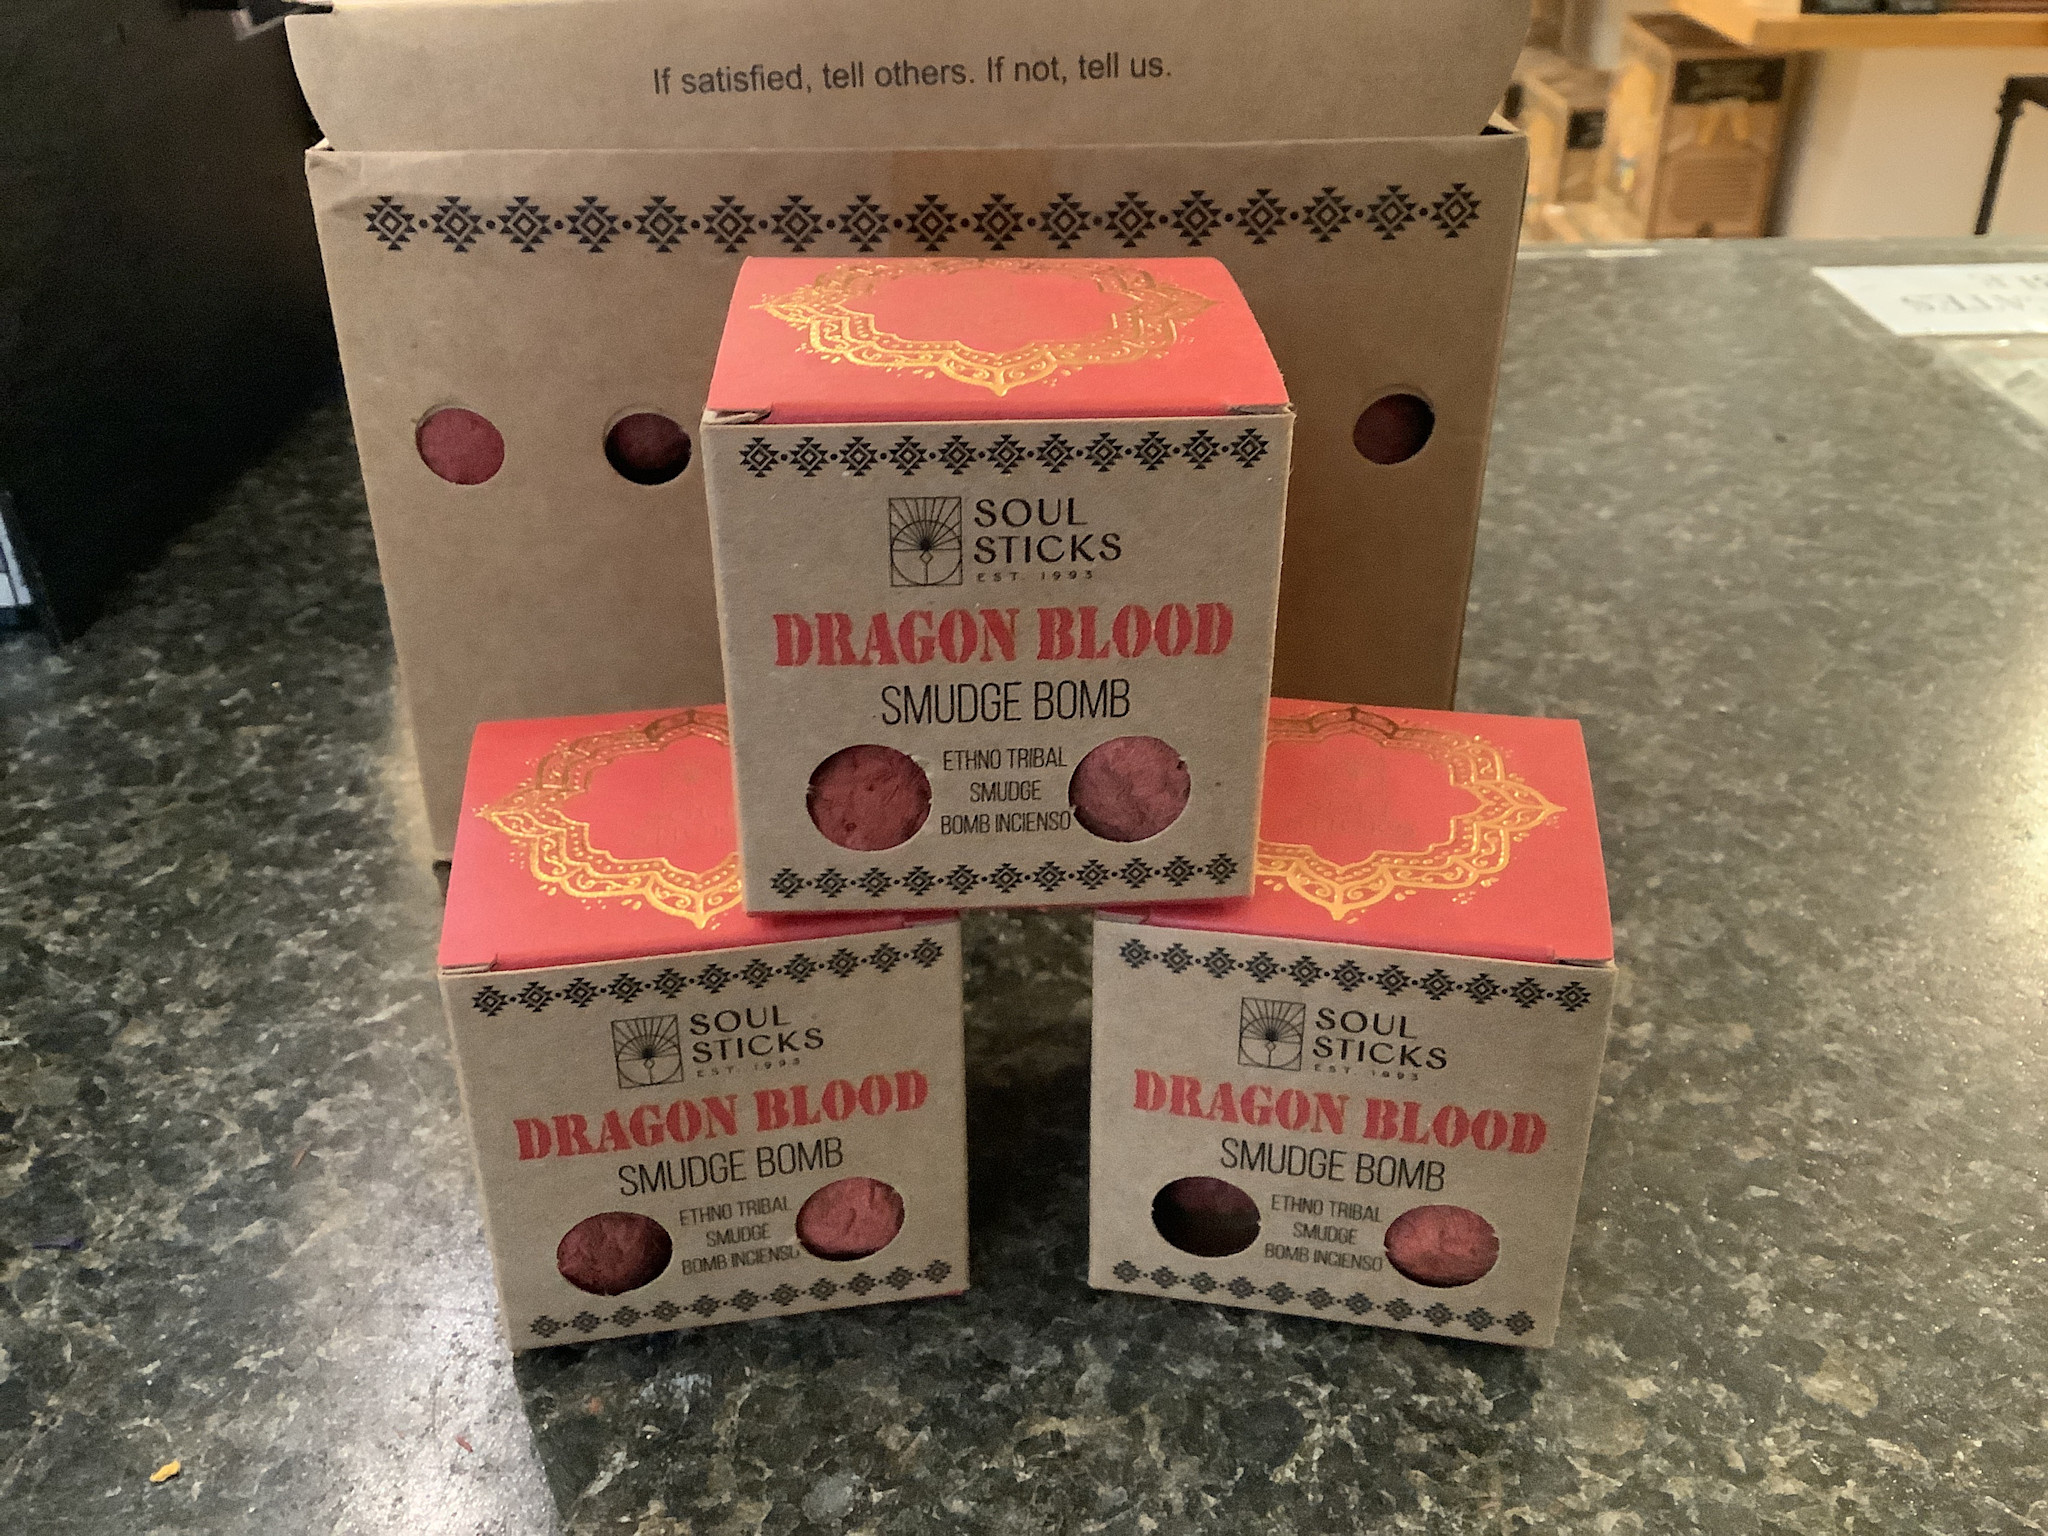 If satisfied, tell others. If not, tell us.
SOUL
STICKS
EST. 1993
DRAGON BLOOD
SMUDGE BOMB
ETHNO TRIBAL
SMUDGE
BOMB INCIENSO
SOUL
STICKS
EST. 1993
DRAGON BLOOD
SMUDGE BOMB
ETHNO TRIBAL
SMUDGE
BOMB INCIENSO
SOUL
STICKS
EST. 1993
DRAGON BLOOD
SMUDGE BOMB
ETHNO TRIBAL
SMUDGE
BOMB INCIENSO